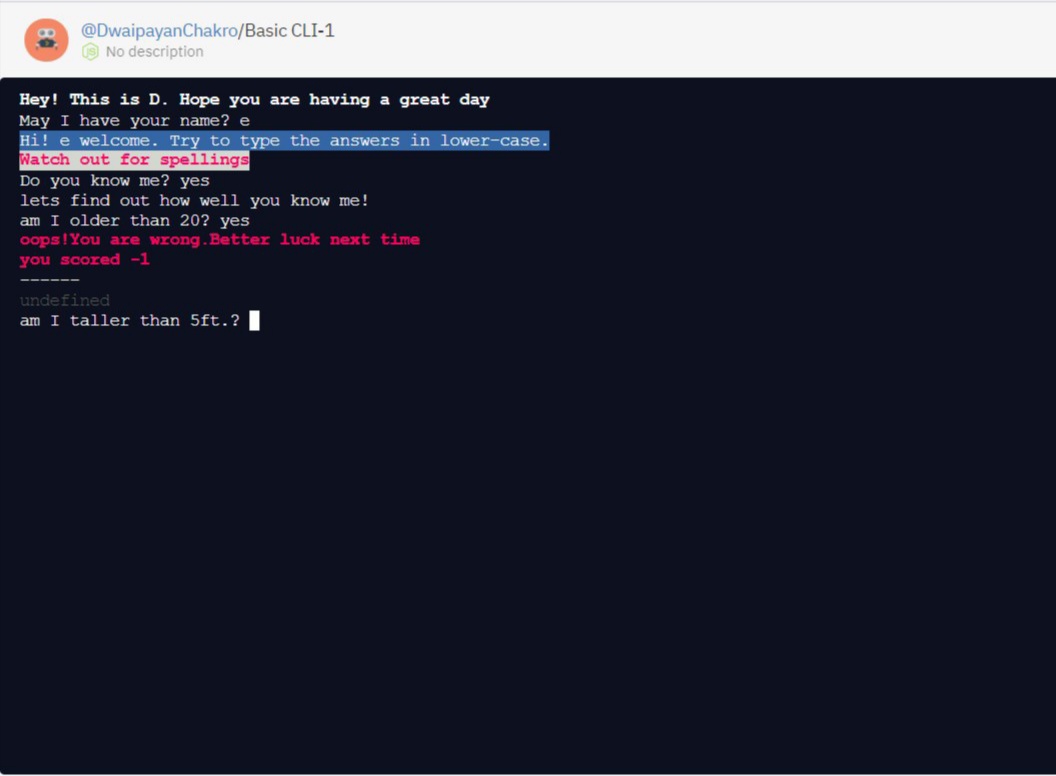 @DwaipayanChakro/Basic CLI-1
No description
Hey! This is D. Hope you are having a great day
May I have your name? e
Hi! e welcome. Try to type the answers in lower-case.
Watch out for spellings
Do you know me? yes
lets find out how well you know me!
am I older than 20? yes
oops!You are wrong.Better luck next time
you scored -1
------
undefined
am I taller than 5ft.?